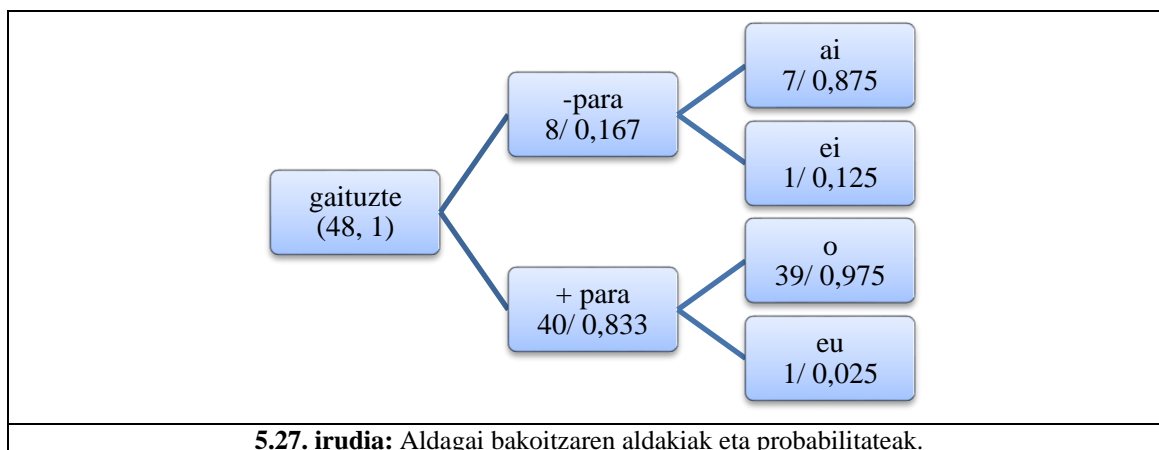 gaituzte
(48, 1)
-para
8/ 0,167
ai
7/ 0,875
ei
1/ 0,125
+ para
40/ 0,833
o
39/ 0,975
eu
1/ 0,025
5.27. irudia: Aldagai bakoitzaren aldakiak eta probabilitateak.